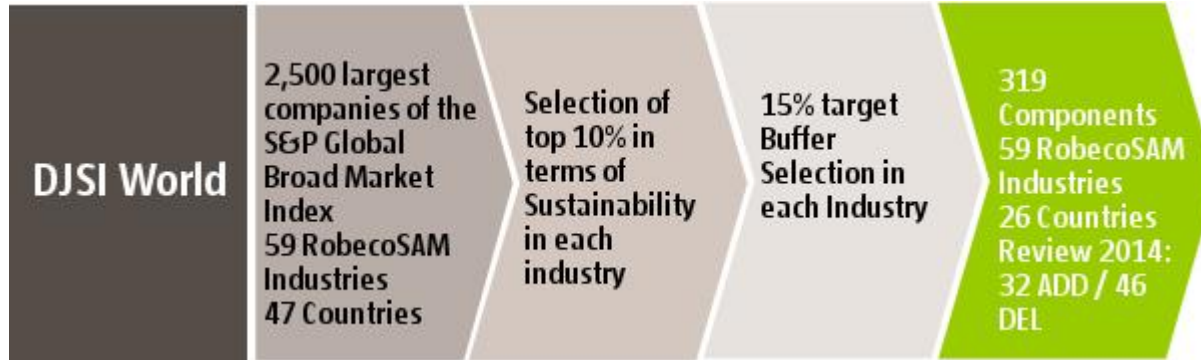 DJSI World
2,500 largest
companies of the
S&P Global
Broad Market
Index
59 RobecoSAM
Industries
47 Countries
Selection of
top 10% in
terms of
Sustainability
in each
industry
15% target
Buffer
Selection in
each Industry
319
Components
59 RobecoSAM
Industries
26 Countries
Review 2014:
32 ADD / 46
DEL